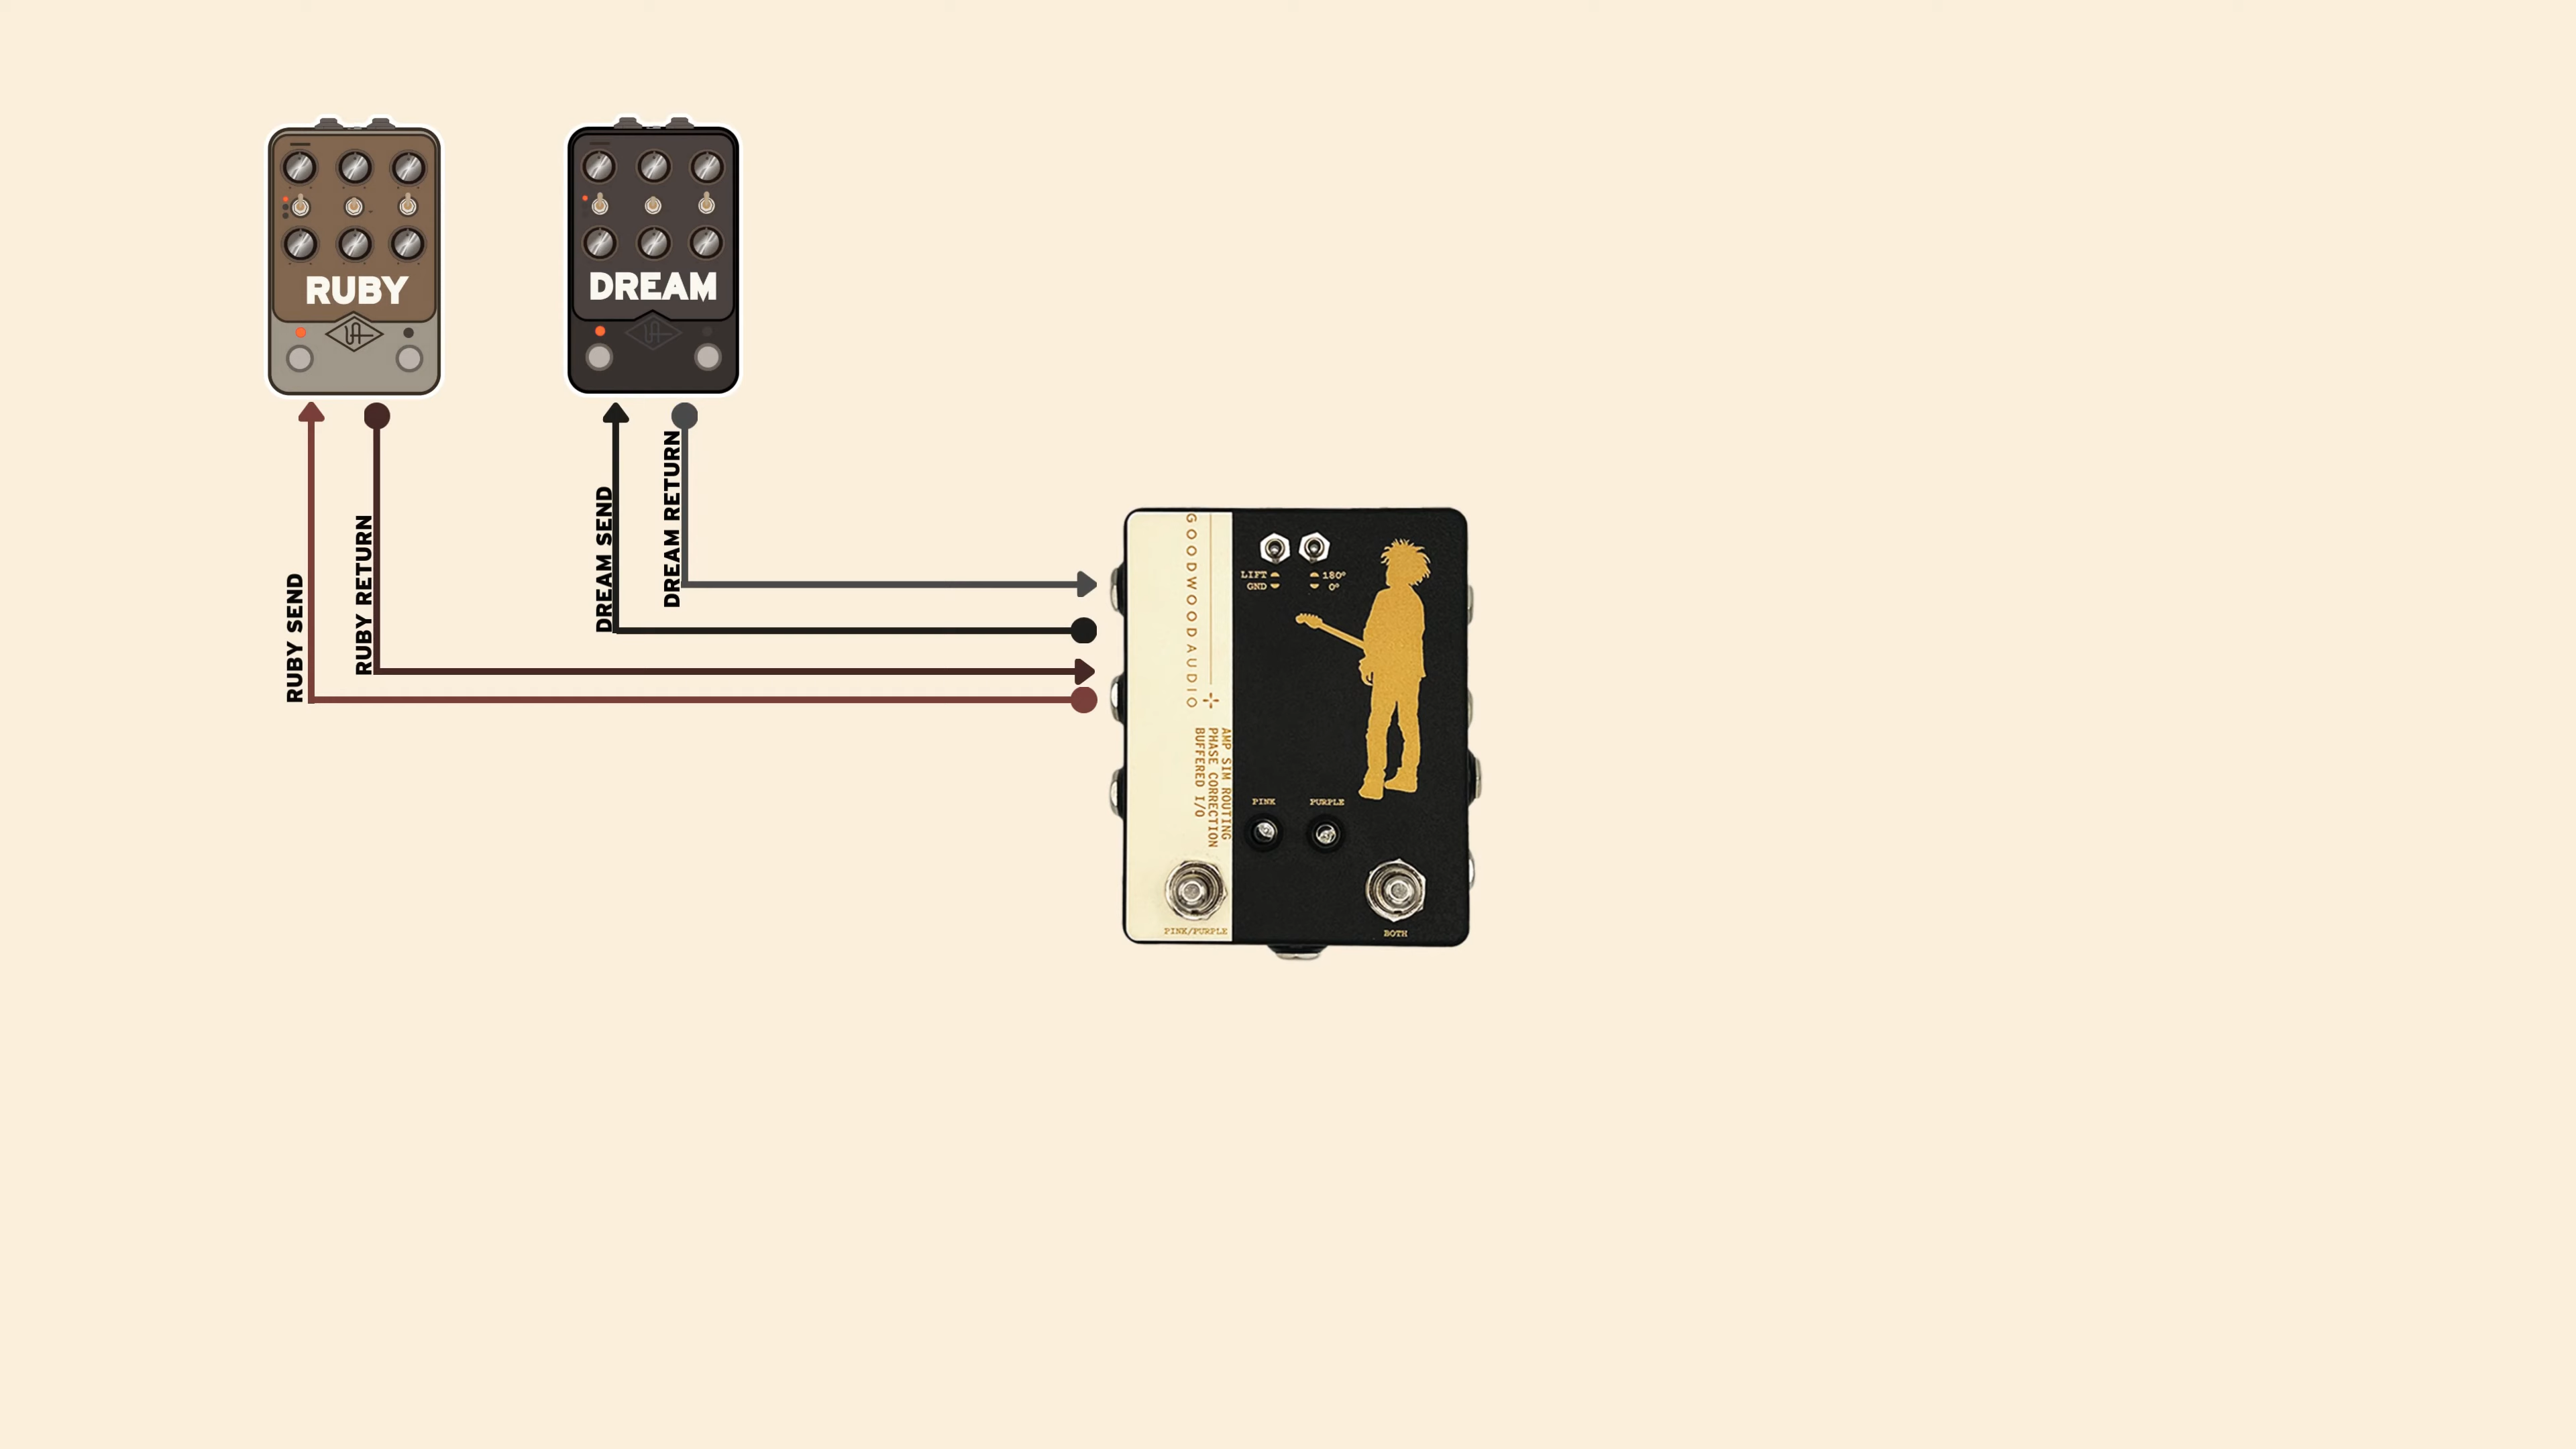 RUBY
DREAM
RUBY SEND
RUBY RETURN
DREAM SEND
DREAM RETURN
GOODWOODAUDIO
AMP SIM ROUTING
PHASE CORRECTION
BUFFERED I/O
LIFT
GND
180°
0°
PINK
PURPLE
PINK/PURPLE
BOTH